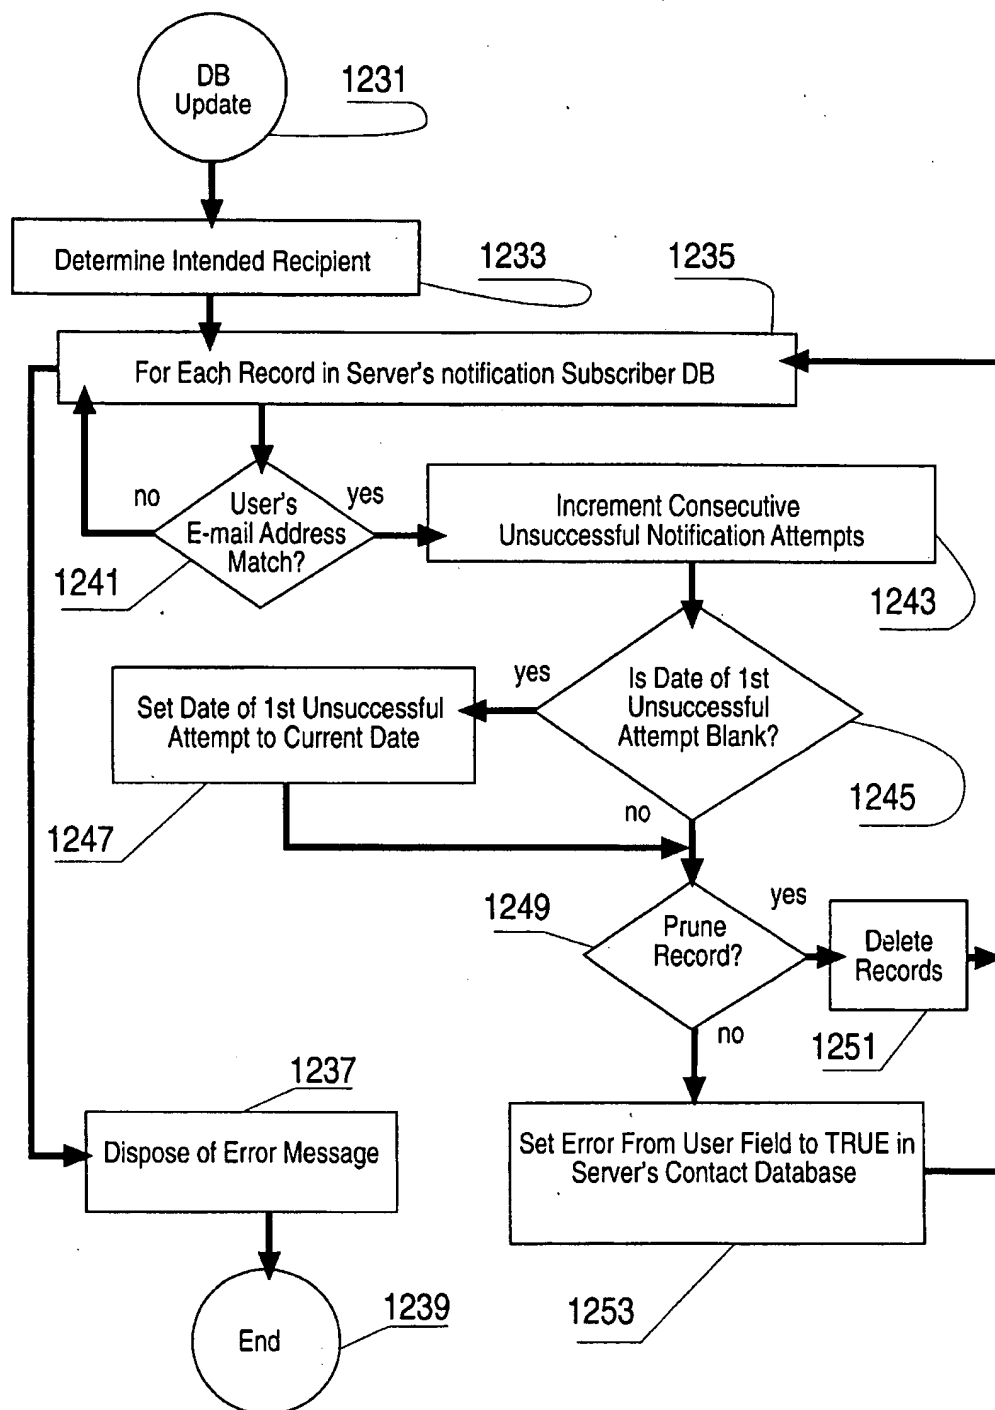 DB
Update
1231
Determine Intended Recipient
1233
1235
For Each Record in Server's notification Subscriber DB
no
User's
E-mail Address
Match?
yes
1241
Increment Consecutive
Unsuccessful Notification Attempts
1243
Is Date of 1st
Unsuccessful
Attempt Blank?
yes
Set Date of 1st Unsuccessful
Attempt to Current Date
1245
no
1247
1249
Prune
Record?
yes
Delete
Records
1251
no
1237
Dispose of Error Message
Set Error From User Field to TRUE in
Server's Contact Database
1253
End
1239